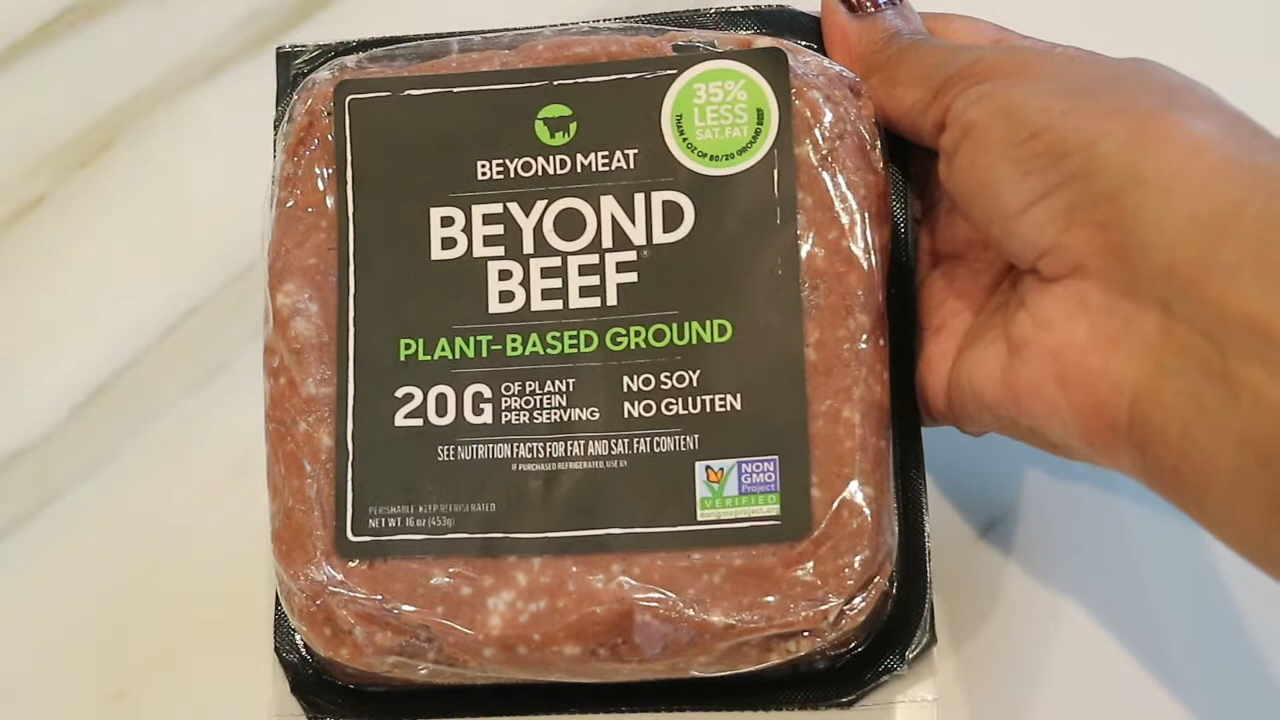 35%
LESS
SAT. FAT
THAN 4 OZ OF 80/20 GROUND BEEF
BEYOND MEAT
BEYOND
BEEF®
PLANT-BASED GROUND
20G
OF PLANT
PROTEIN
PER SERVING
NO SOY
NO GLUTEN
SEE NUTRITION FACTS FOR FAT AND SAT. FAT CONTENT
IF PURCHASED REFRIGERATED, USE BY
NON
GMO
Project
VERIFIED
nongmoproject.org
PERISHABLE. KEEP REFRIGERATED
NET WT. 16 oz (453g)